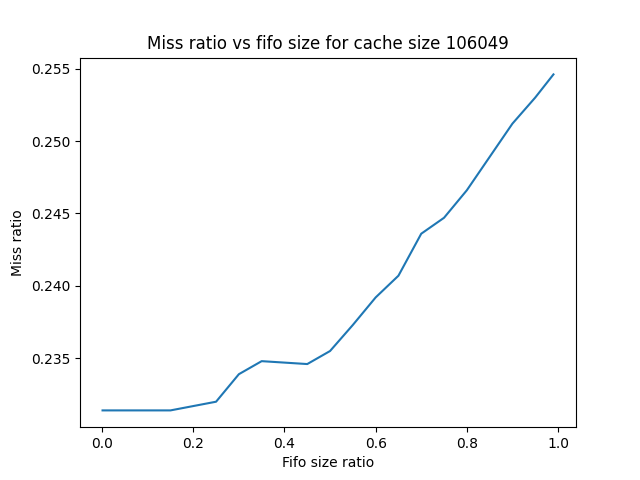 Miss ratio vs fifo size for cache size 106049
0.255
0.250
0.245
0.240
0.235
Miss ratio
0.0 0.2 0.4 0.6 0.8 1.0
Fifo size ratio